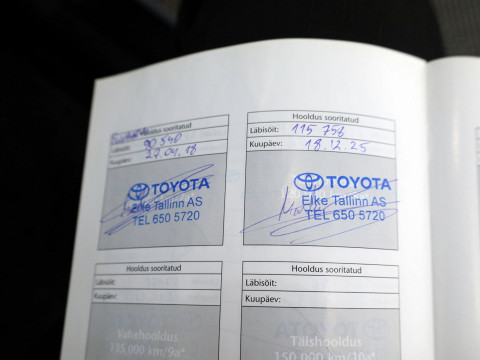 Hooldus sooritatud
Läbisõit: 90 540
Kuupäev: 27.04.18
TOYOTA
Elke Tallinn AS
TEL 650 5720
Hooldus sooritatud
Läbisõit: 115 758
Kuupäev: 18.12.25
TOYOTA
Elke Tallinn AS
TEL 650 5720
Hooldus sooritatud
Läbisõit:
Kuupäev:
Vahehooldus
135,000 km/9a*
Hooldus sooritatud
Läbisõit:
Kuupäev:
Täishooldus
150,000 km/10a*